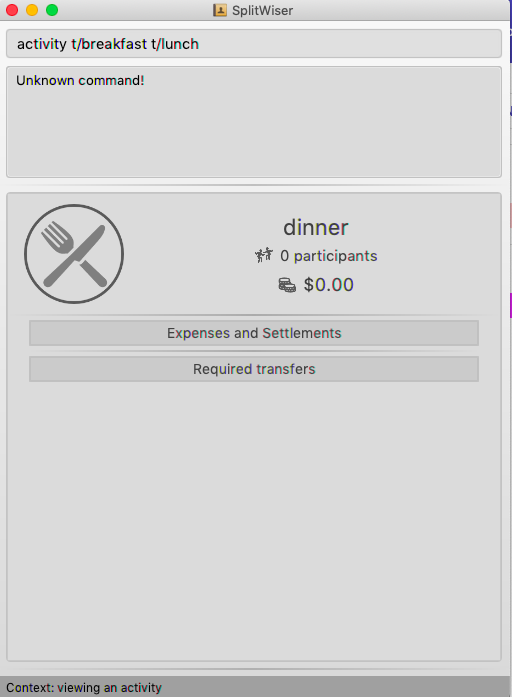 SplitWiser
activity t/breakfast t/lunch
Unknown command!
dinner
0 participants
$0.00
Expenses and Settlements
Required transfers
Context: viewing an activity